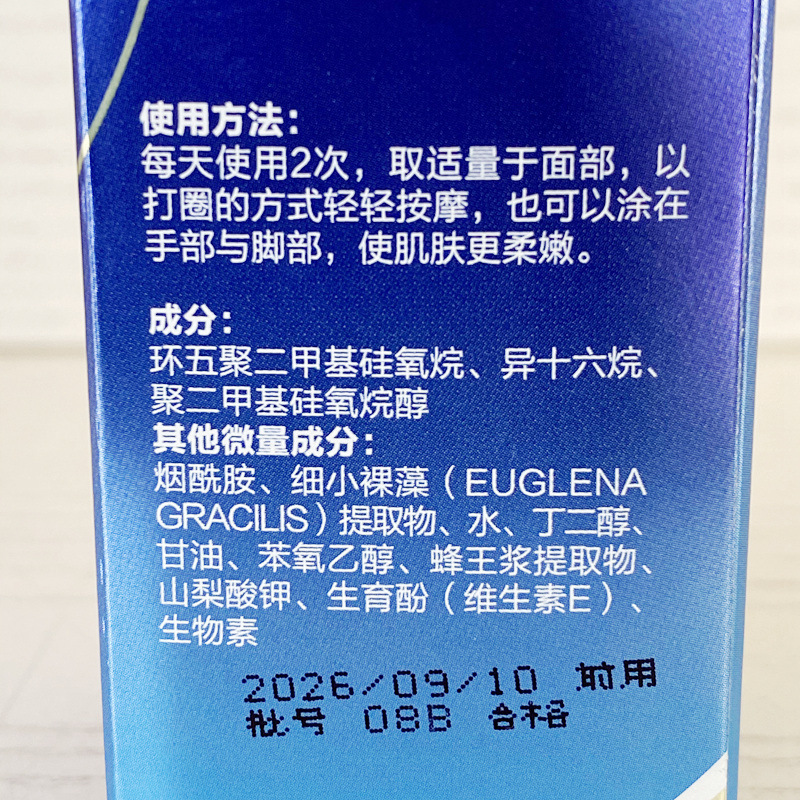 使用方法：
每天使用2次，取适量于面部，以
打圈的方式轻轻按摩，也可以涂在
手部与脚部，使肌肤更柔嫩。
成分：
环五聚二甲基硅氧烷、异十六烷、
聚二甲基硅氧烷醇
其他微量成分：
烟酰胺、细小裸藻（EUGLENA
GRACILIS）提取物、水、丁二醇、
甘油、苯氧乙醇、蜂王浆提取物、
山梨酸钾、生育酚（维生素E）、
生物素
2026/09/10 前用
批号 08B 合格